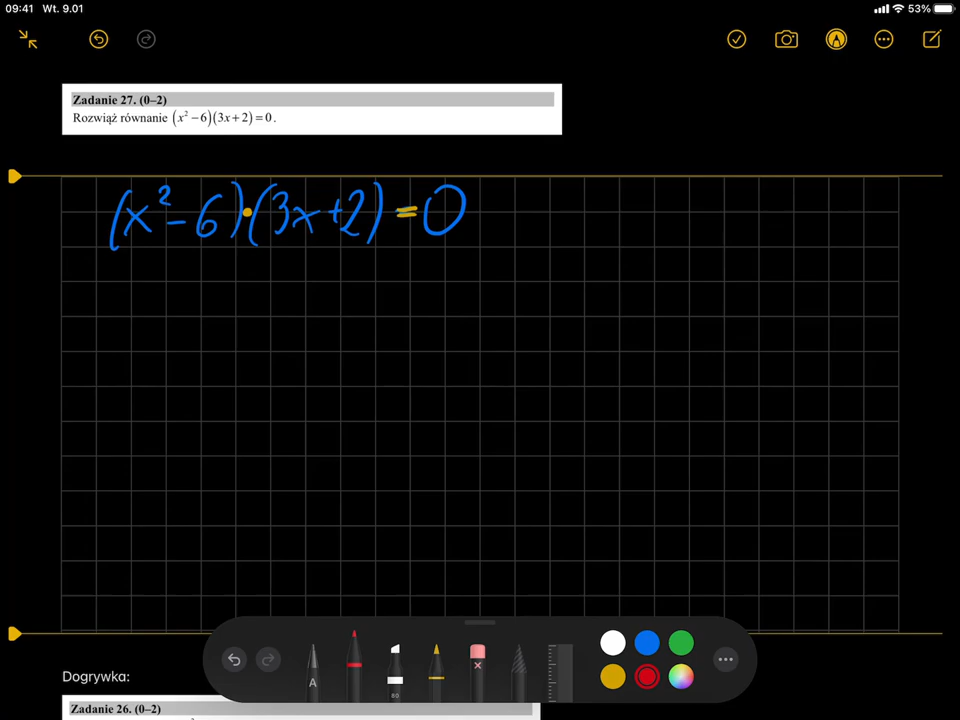 09:41 Wt. 9.01 53%
Zadanie 27. (0–2)
Rozwiąż równanie (x² − 6)(3x + 2) = 0.
(x² − 6)·(3x + 2) = 0
A
80
Dogrywka:
Zadanie 26. (0–2)